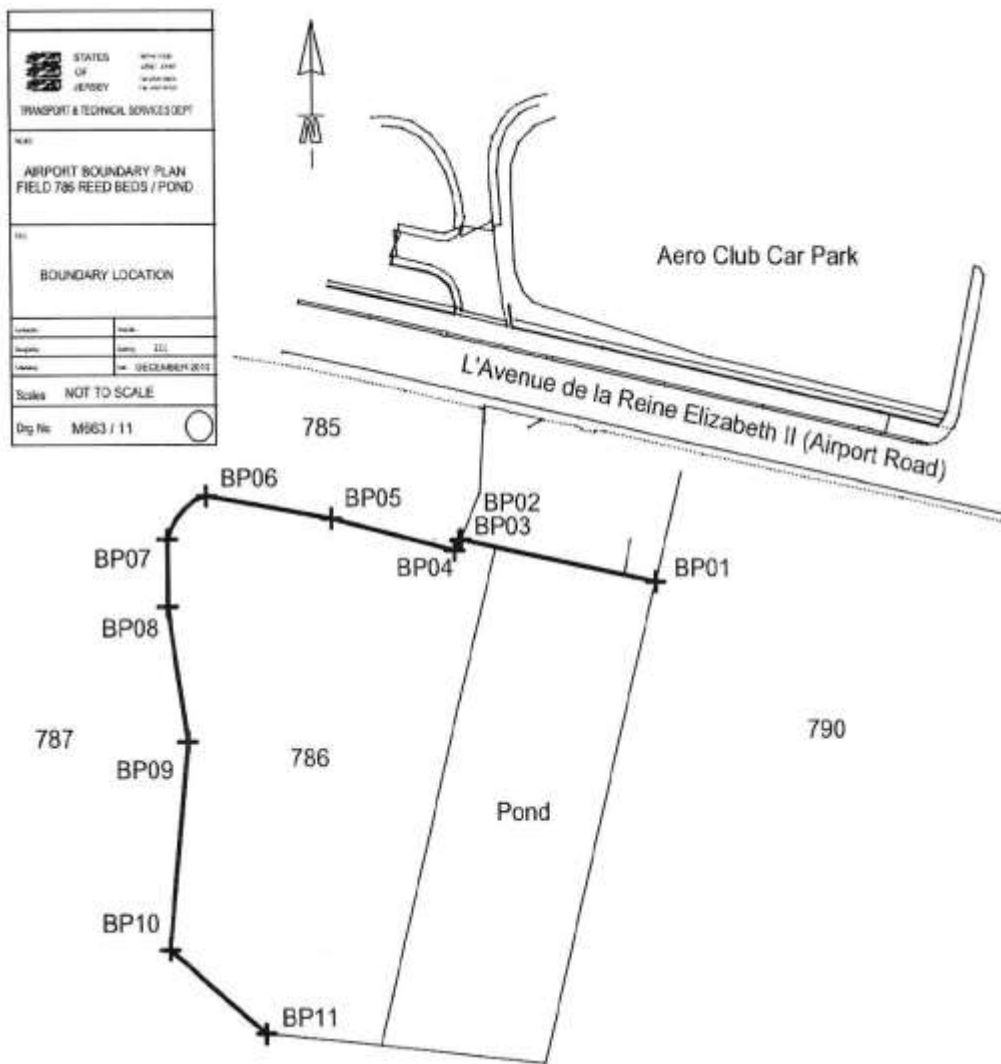 STATES
OF
JERSEY
TRANSPORT & TECHNICAL SERVICES DEPT
AIRPORT BOUNDARY PLAN
FIELD 786 REED BEDS / POND
BOUNDARY LOCATION
DECEMBER 2010
Scales NOT TO SCALE
Drg No M663 / 11
N
Aero Club Car Park
L'Avenue de la Reine Elizabeth II (Airport Road)
785
BP06
BP05
BP02
BP03
BP07
BP04
BP01
BP08
787
BP09
786
790
Pond
BP10
BP11